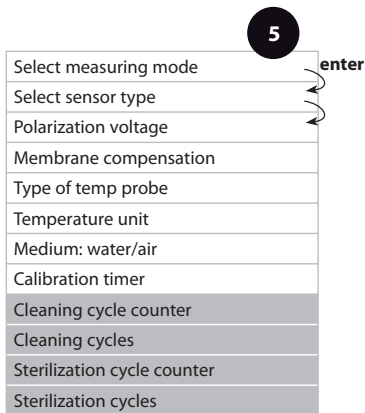 5
Select measuring mode
enter
Select sensor type
Polarization voltage
Membrane compensation
Type of temp probe
Temperature unit
Medium: water/air
Calibration timer
Cleaning cycle counter
Cleaning cycles
Sterilization cycle counter
Sterilization cycles